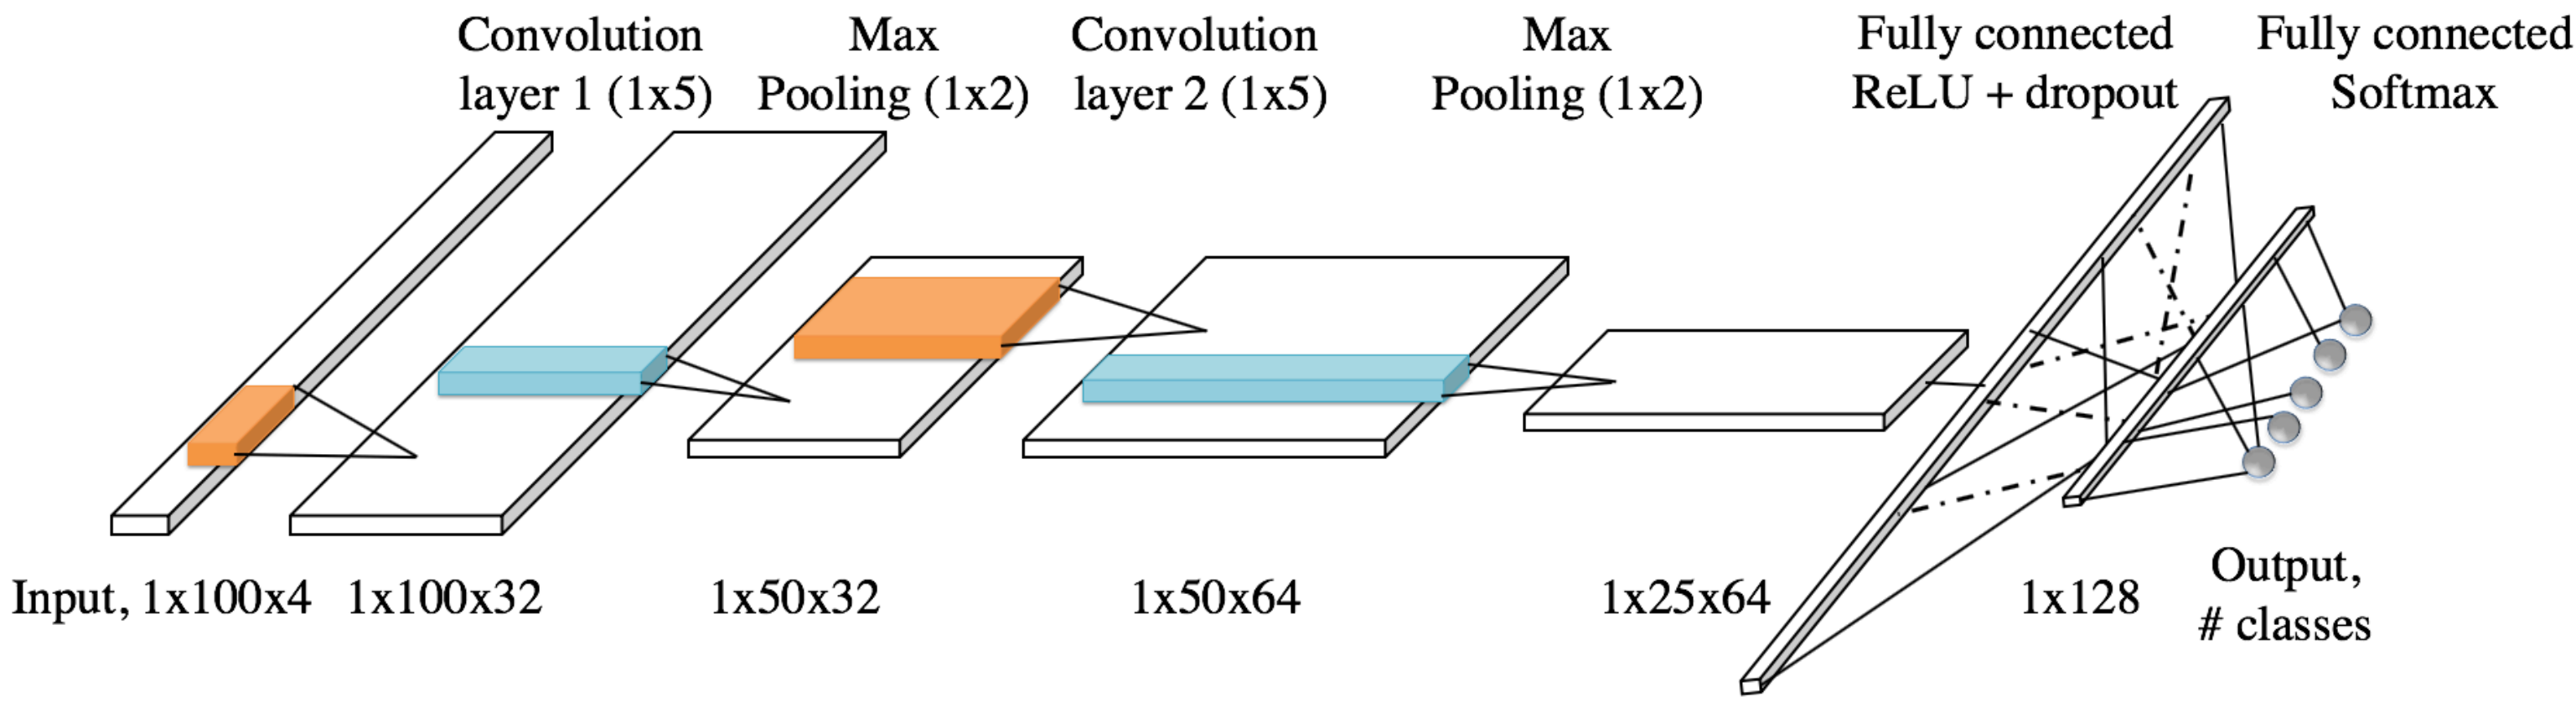 Convolution
layer 1 (1x5)
Max
Pooling (1x2)
Convolution
layer 2 (1x5)
Max
Pooling (1x2)
Fully connected
ReLU + dropout
Fully connected
Softmax
Input, 1x100x4
1x100x32
1x50x32
1x50x64
1x25x64
1x128
Output,
# classes